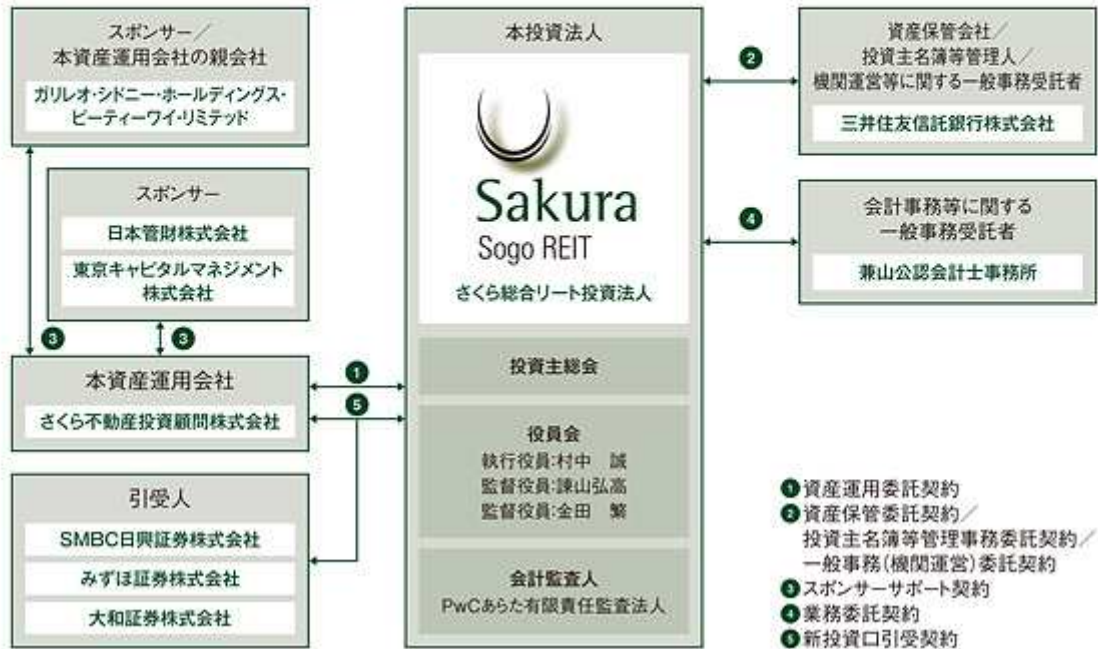 スポンサー／
本資産運用会社の親会社
ガリレオ・シドニー・ホールディングス・
ピーティーワイ・リミテッド
スポンサー
日本管財株式会社
東京キャピタルマネジメント
株式会社
❸
❸
本資産運用会社
さくら不動産投資顧問株式会社
引受人
SMBC日興証券株式会社
みずほ証券株式会社
大和証券株式会社
❶
❺
本投資法人
Sakura
Sogo REIT
さくら総合リート投資法人
投資主総会
役員会
執行役員:村中 誠
監督役員:諫山弘高
監督役員:金田 繁
会計監査人
PwCあらた有限責任監査法人
❷
❹
資産保管会社／
投資主名簿等管理人／
機関運営等に関する一般事務受託者
三井住友信託銀行株式会社
会計事務等に関する
一般事務受託者
兼山公認会計士事務所
❶資産運用委託契約
❷資産保管委託契約／
投資主名簿等管理事務委託契約／
一般事務(機関運営)委託契約
❸スポンサーサポート契約
❹業務委託契約
❺新投資口引受契約